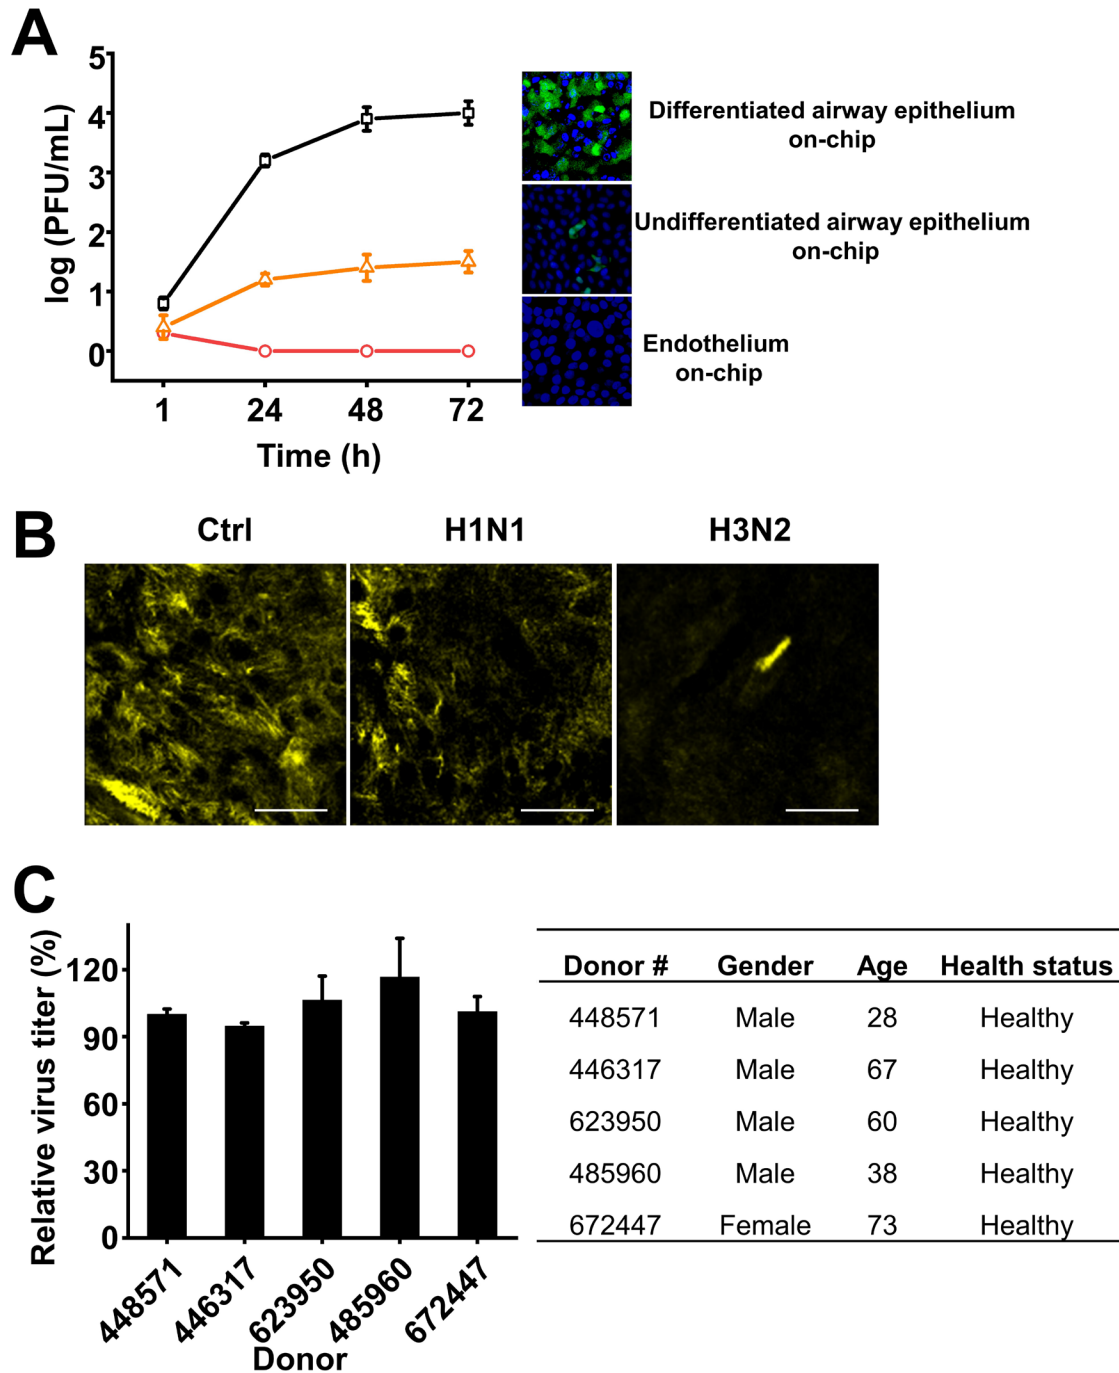 A
5
4
3
2
1
0
log (PFU/mL)
1 24 48 72
Time (h)
Differentiated airway epithelium
on-chip
Undifferentiated airway epithelium
on-chip
Endothelium
on-chip
B
Ctrl H1N1 H3N2
C
Relative virus titer (%)
120
90
60
30
0
448571 446317 623950 485960 672447
Donor
Donor # Gender Age Health status
448571 Male 28 Healthy
446317 Male 67 Healthy
623950 Male 60 Healthy
485960 Male 38 Healthy
672447 Female 73 Healthy